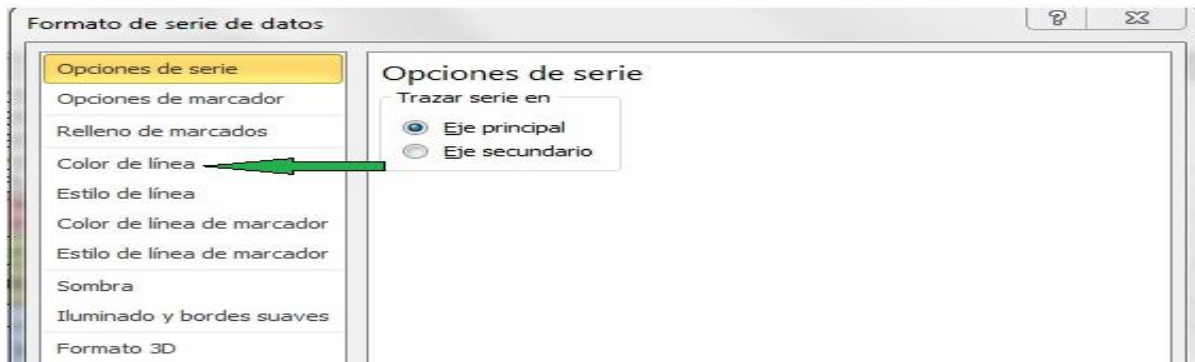 Formato de serie de datos
Opciones de serie
Opciones de marcador
Relleno de marcados
Color de línea
Estilo de línea
Color de línea de marcador
Estilo de línea de marcador
Sombra
Iluminado y bordes suaves
Formato 3D
Opciones de serie
Trazar serie en
Eje principal
Eje secundario